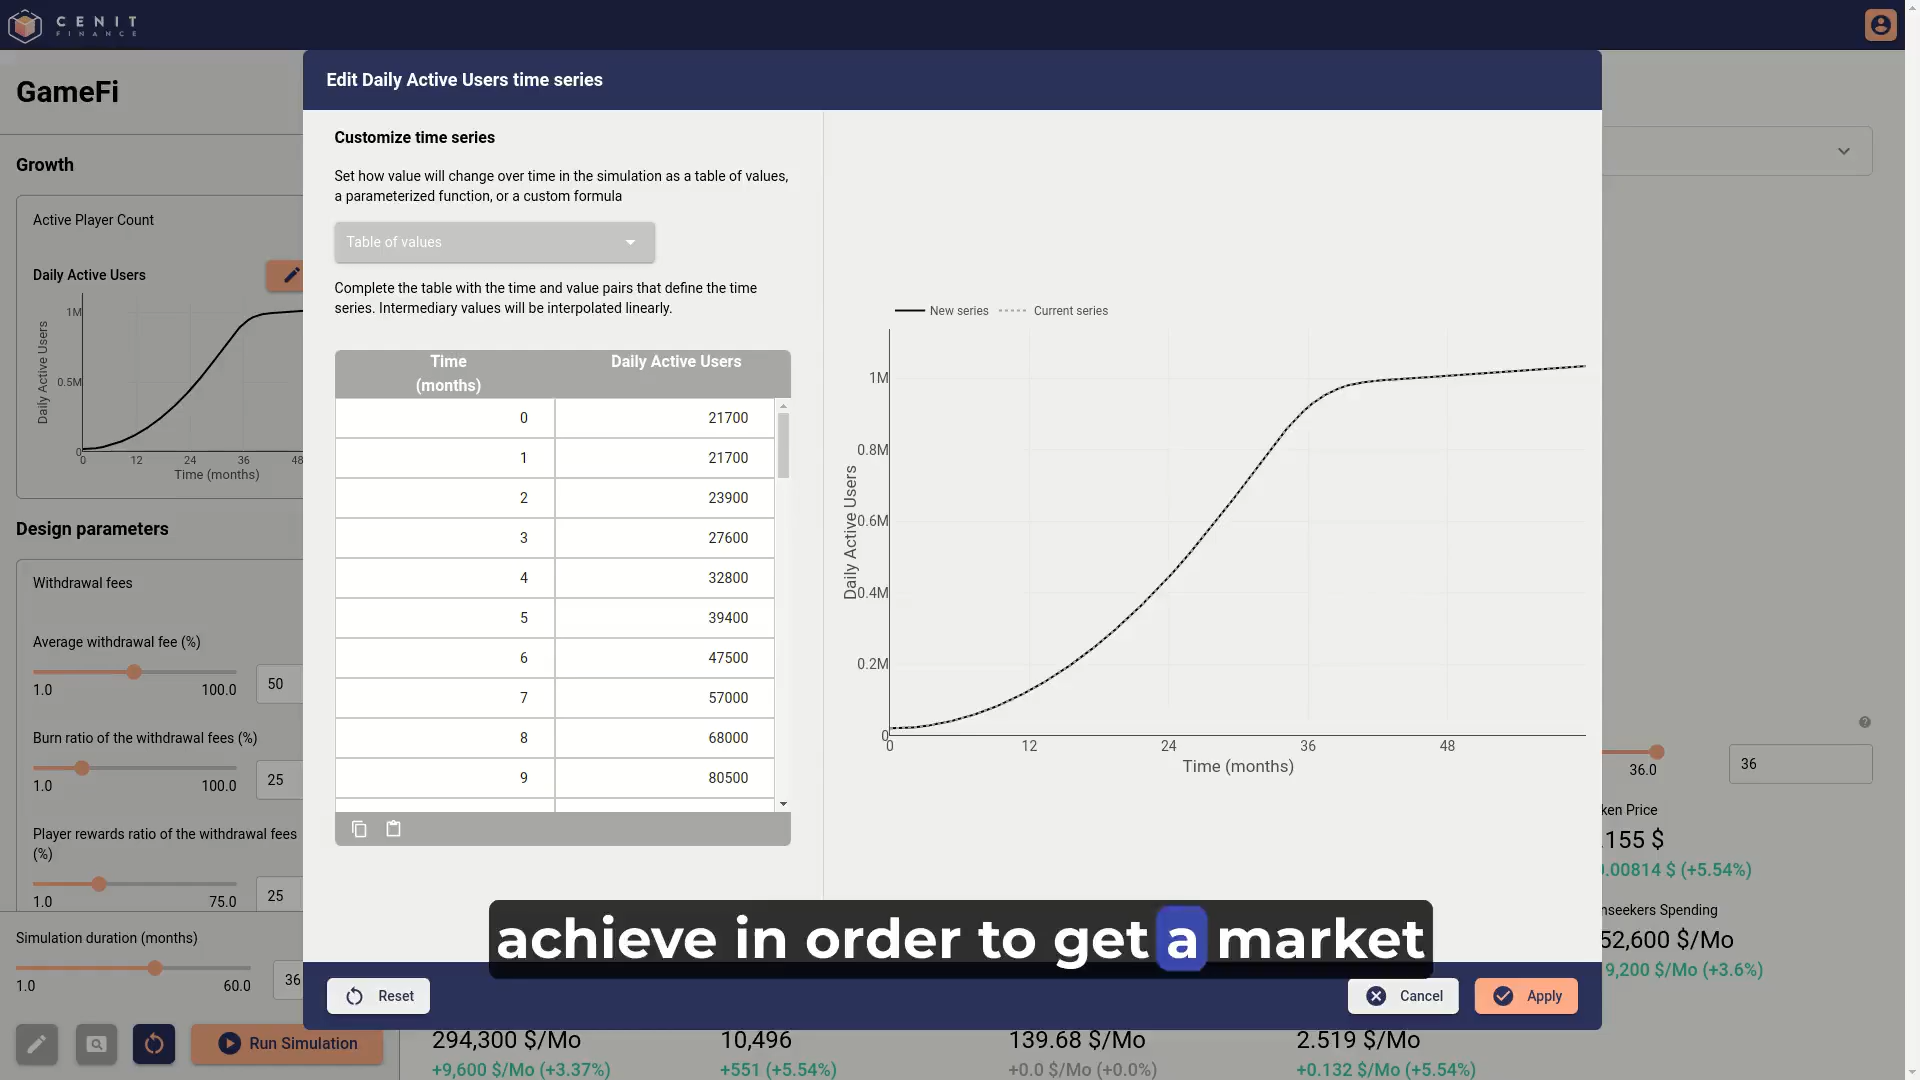 CENIT
FINANCE
GameFi
Growth
Active Player Count
Daily Active Users
1M
0.5M
0
Daily Active Users
0 12 24 36 48
Time (months)
Design parameters
Withdrawal fees
Average withdrawal fee (%)
1.0 100.0
50
Burn ratio of the withdrawal fees (%)
1.0 100.0
25
Player rewards ratio of the withdrawal fees
(%)
1.0 75.0
25
Simulation duration (months)
1.0 60.0
36
Run Simulation
Edit Daily Active Users time series
Customize time series
Set how value will change over time in the simulation as a table of values,
a parameterized function, or a custom formula
Table of values
Complete the table with the time and value pairs that define the time
series. Intermediary values will be interpolated linearly.
Time
(months)
Daily Active Users
0 21700
1 21700
2 23900
3 27600
4 32800
5 39400
6 47500
7 57000
8 68000
9 80500
New series
Current series
1M
0.8M
0.6M
0.4M
0.2M
0
Daily Active Users
0 12 24 36 48
Time (months)
achieve in order to get a market
Reset
Cancel
Apply
?
36.0
36
ken Price
.155 $
.00814 $ (+5.54%)
nseekers Spending
52,600 $/Mo
9,200 $/Mo (+3.6%)
294,300 $/Mo
+9,600 $/Mo (+3.37%)
10,496
+551 (+5.54%)
139.68 $/Mo
+0.0 $/Mo (+0.0%)
2.519 $/Mo
+0.132 $/Mo (+5.54%)